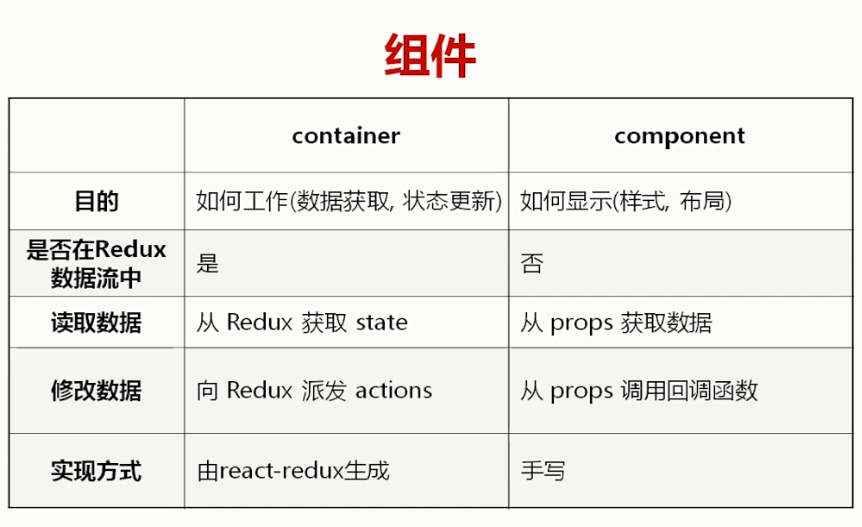 组件
container
component
目的
如何工作(数据获取, 状态更新)
如何显示(样式, 布局)
是否在Redux
数据流中
是
否
读取数据
从 Redux 获取 state
从 props 获取数据
修改数据
向 Redux 派发 actions
从 props 调用回调函数
实现方式
由react-redux生成
手写